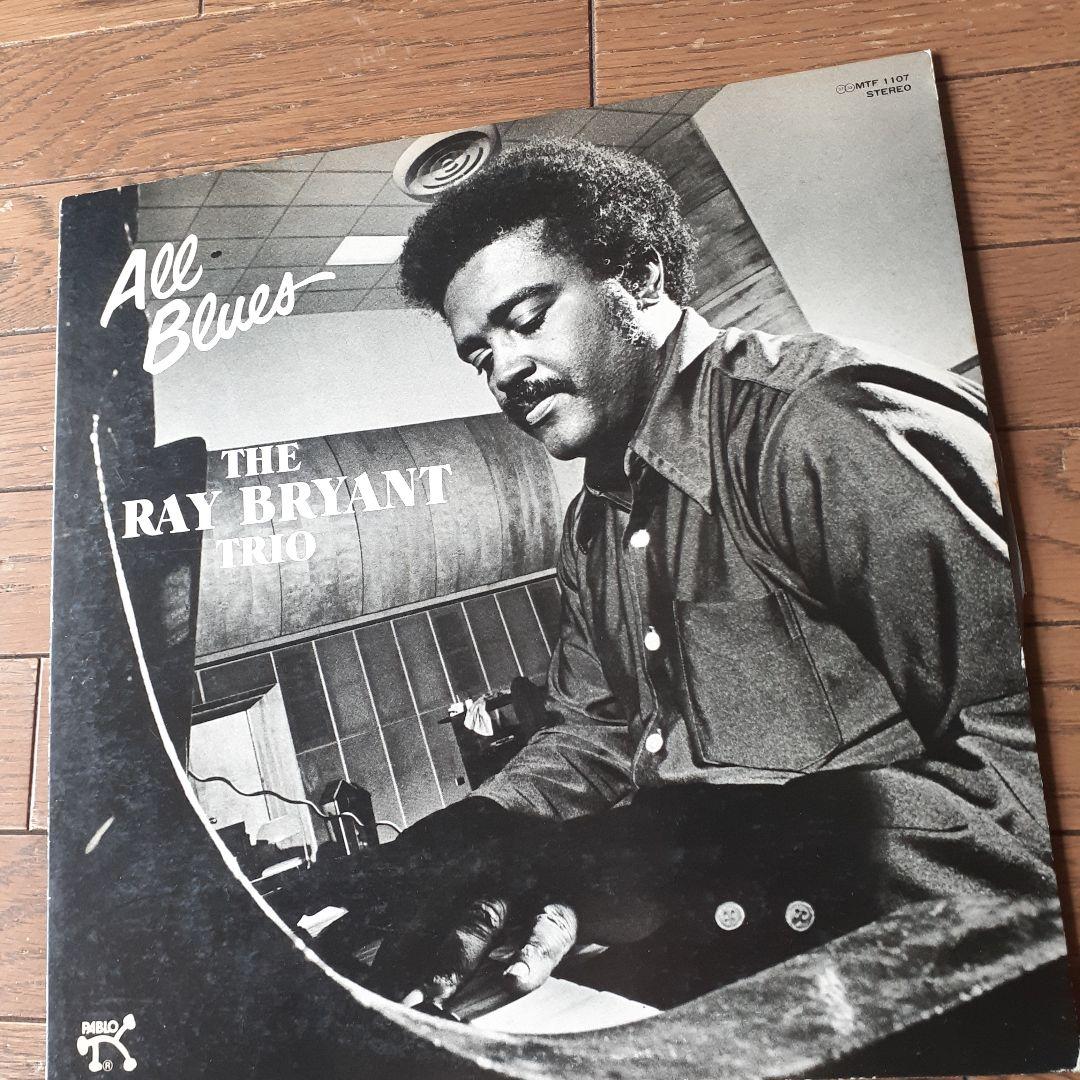 MTF 1107
STEREO
All
Blues
THE
RAY BRYANT
TRIO
PABLO
®